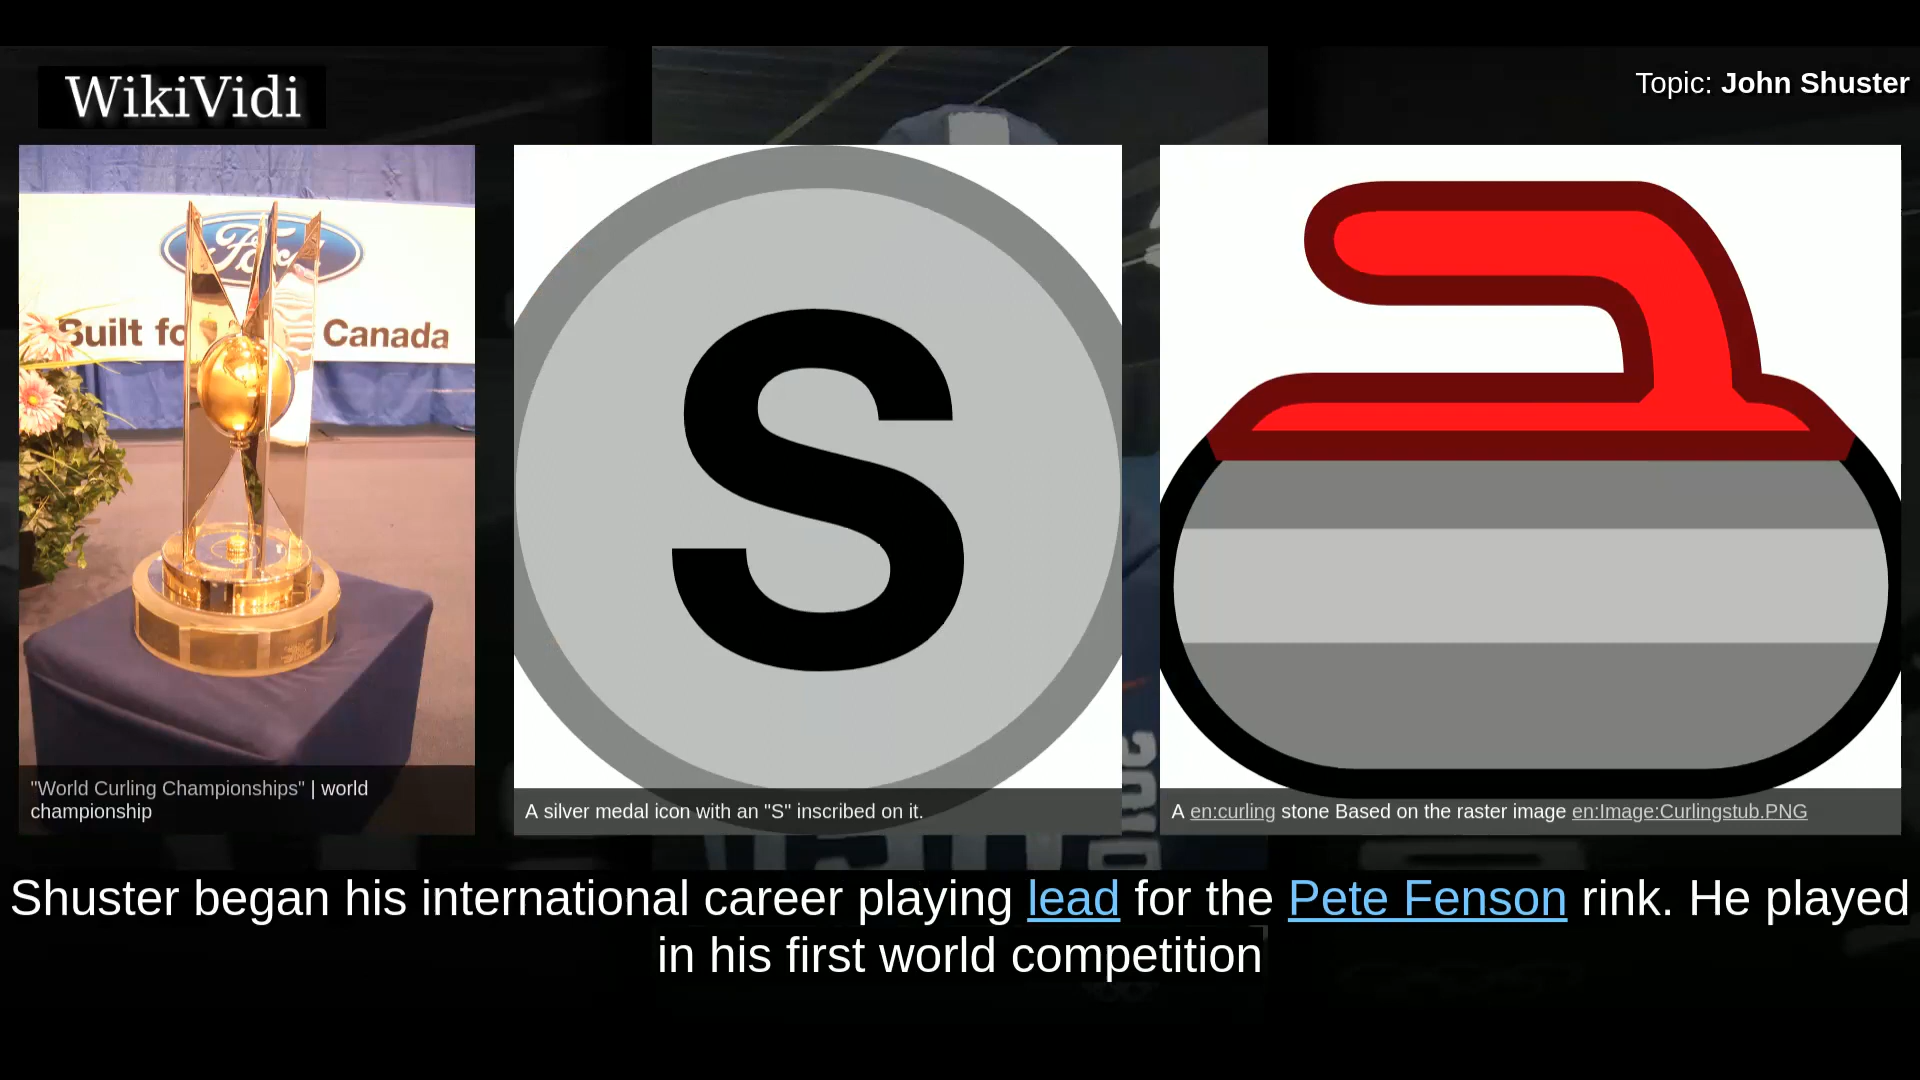 WikiVidi
Topic: John Shuster
Ford
Built fo
Canada
S
"World Curling Championships" | world
championship
A silver medal icon with an "S" inscribed on it.
A en:curling stone Based on the raster image en:Image:Curlingstub.PNG
Shuster began his international career playing lead for the Pete Fenson rink. He played
in his first world competition